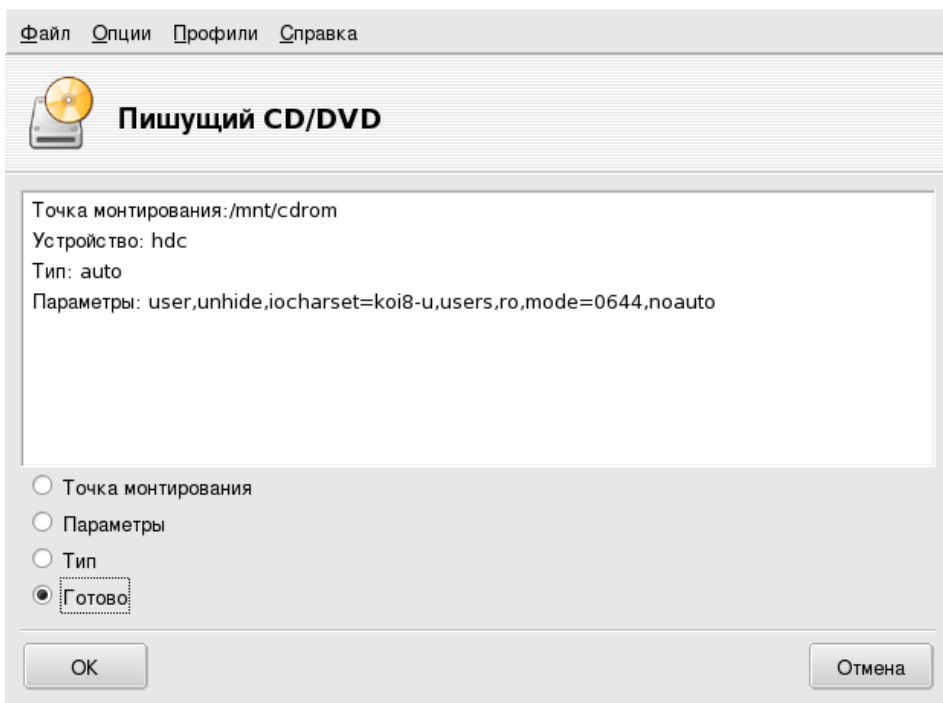 Файл Опции Профили Справка
Пишущий CD/DVD
Точка монтирования:/mnt/cdrom
Устройство: hdc
Тип: auto
Параметры: user,unhide,iocharset=koi8-u,users,ro,mode=0644,noauto
Точка монтирования
Параметры
Тип
Готово
OK Отмена